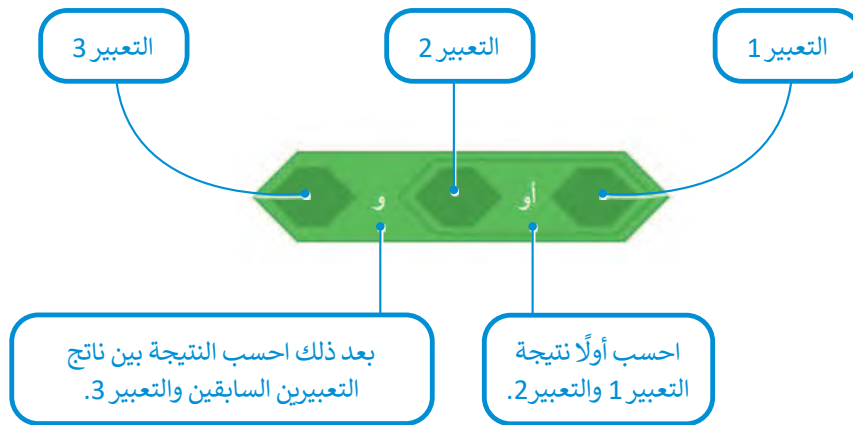 التعبير 1
التعبير 2
التعبير 3
أو
و
احسب أولًا نتيجة
التعبير 1 والتعبير2.
بعد ذلك احسب النتيجة بين ناتج
التعبيرين السابقين والتعبير 3.